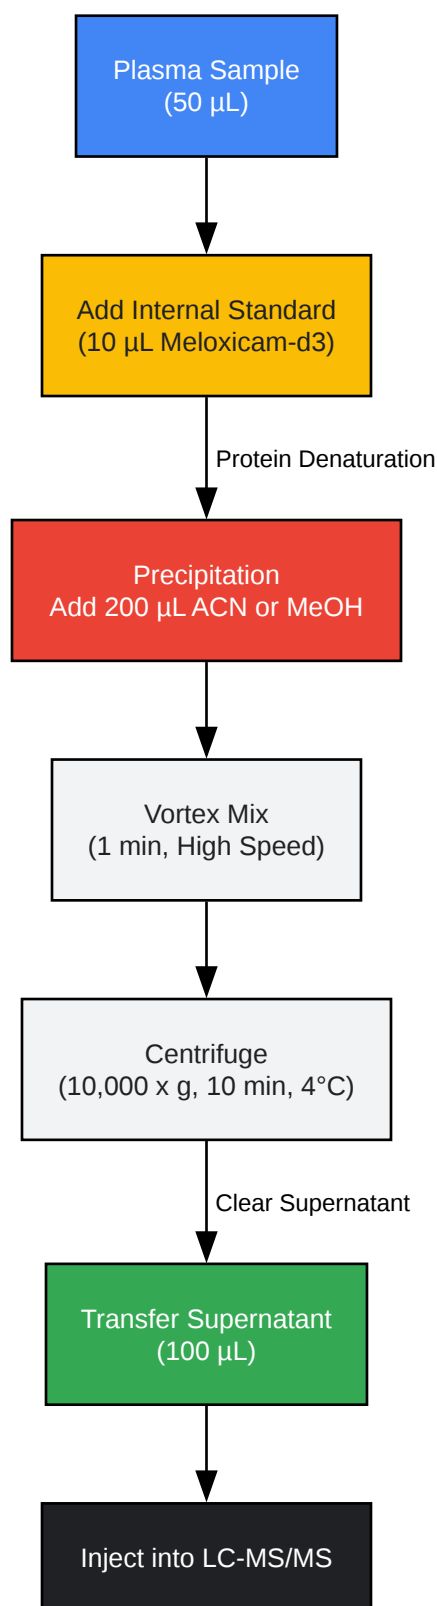 Plasma Sample
(50 µL)
Add Internal Standard
(10 µL Meloxicam-d3)
Protein Denaturation
Precipitation
Add 200 µL ACN or MeOH
Vortex Mix
(1 min, High Speed)
Centrifuge
(10,000 x g, 10 min, 4°C)
Clear Supernatant
Transfer Supernatant
(100 µL)
Inject into LC-MS/MS